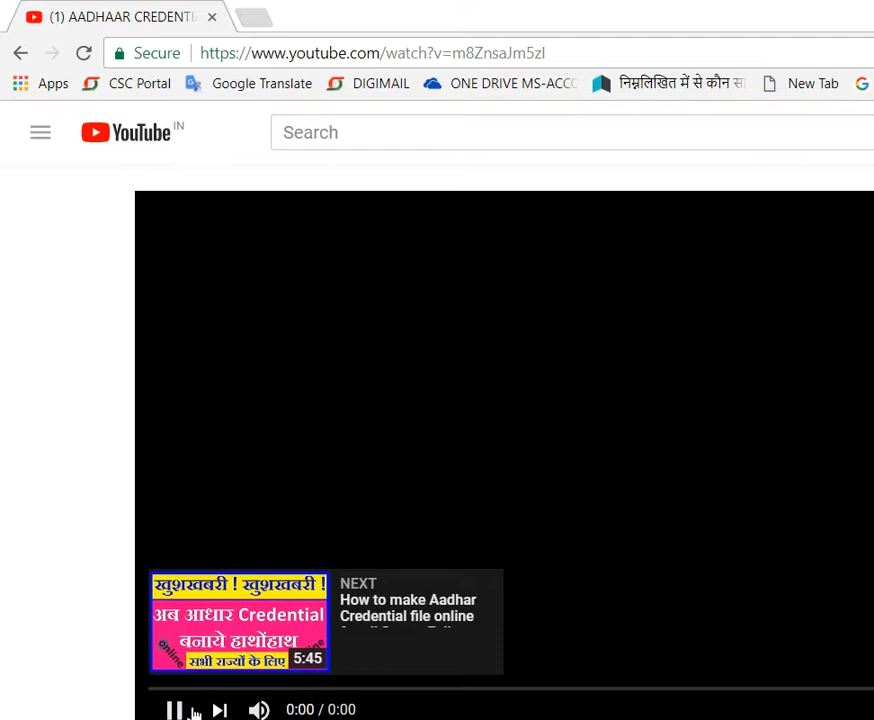 (1) AADHAAR CREDENTI
Secure https://www.youtube.com/watch?v=m8ZnsaJm5zI
Apps CSC Portal Google Translate DIGIMAIL ONE DRIVE MS-ACCO निम्नलिखित में से कौन सा New Tab
YouTube IN
Search
खुशखबरी ! खुशखबरी !
अब आधार Credential
बनाये हाथोंहाथ
online
सभी राज्यों के लिए
5:45
NEXT
How to make Aadhar
Credential file online
0:00 / 0:00